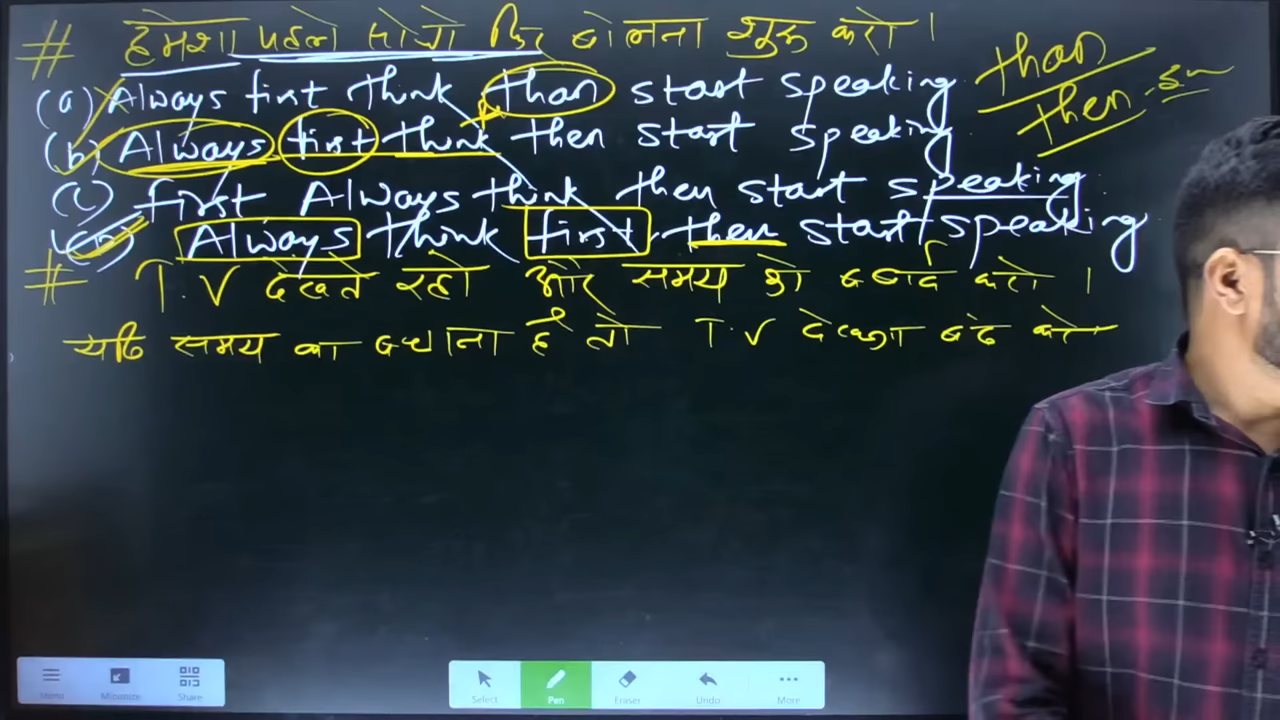 # हमेशा पहले सोचो फिर बोलना शुरू करो ।
(a) Always first think than start speaking
than
(b) Always first think then start speaking
then
(c) first Always think then start speaking
Always think first then start speaking
# T.V देखते रहो और समय को बर्बाद करो ।
यदि समय का बचाना है तो T.V देखना बंद करो
Menu Minimize Share Select Pen Eraser Undo More